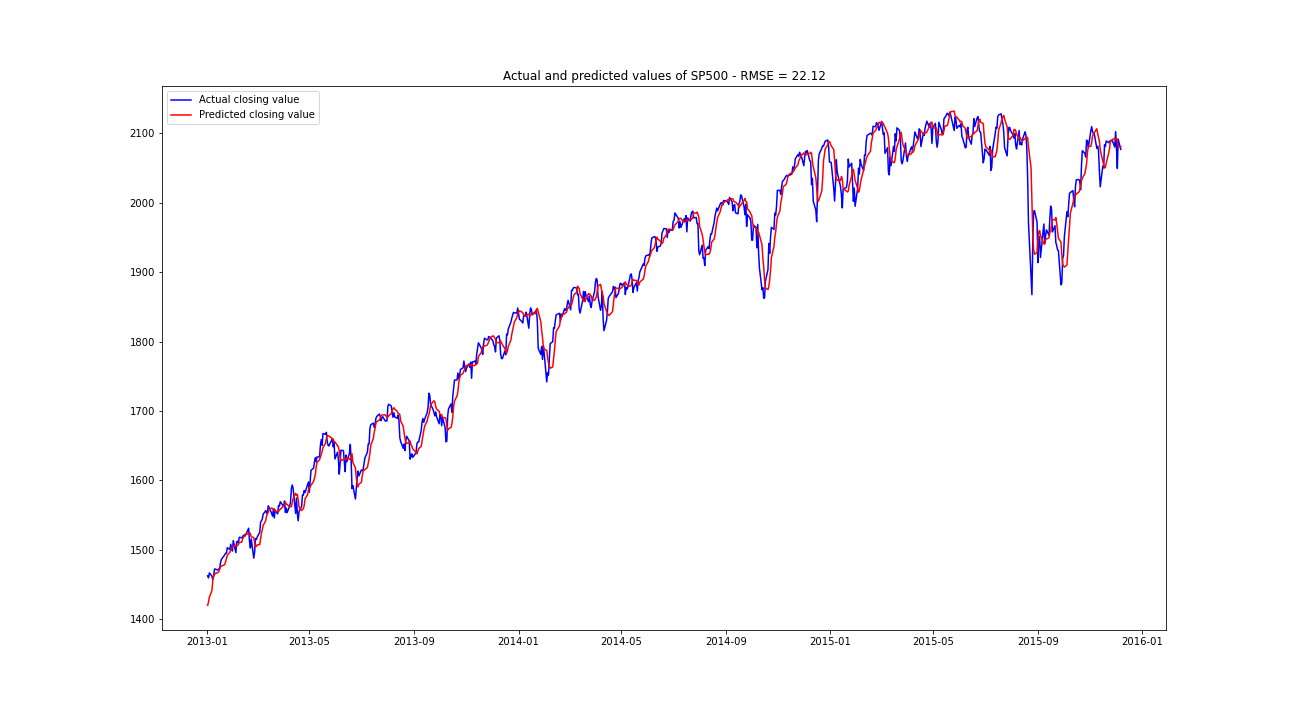 Actual and predicted values of SP500 - RMSE = 22.12
Actual closing value
Predicted closing value
2100
2000
1900
1800
1700
1600
1500
1400
2013-01 2013-05 2013-09 2014-01 2014-05 2014-09 2015-01 2015-05 2015-09 2016-01